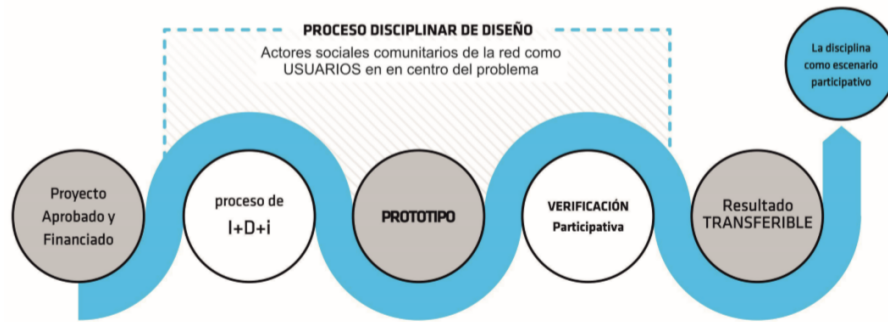 PROCESO DISCIPLINAR DE DISEÑO
Actores sociales comunitarios de la red como
USUARIOS en en centro del problema
La disciplina
como escenario
participativo
Proyecto
Aprobado y
Financiado
proceso de
I+D+i
PROTOTIPO
VERIFICACIÓN
Participativa
Resultado
TRANSFERIBLE